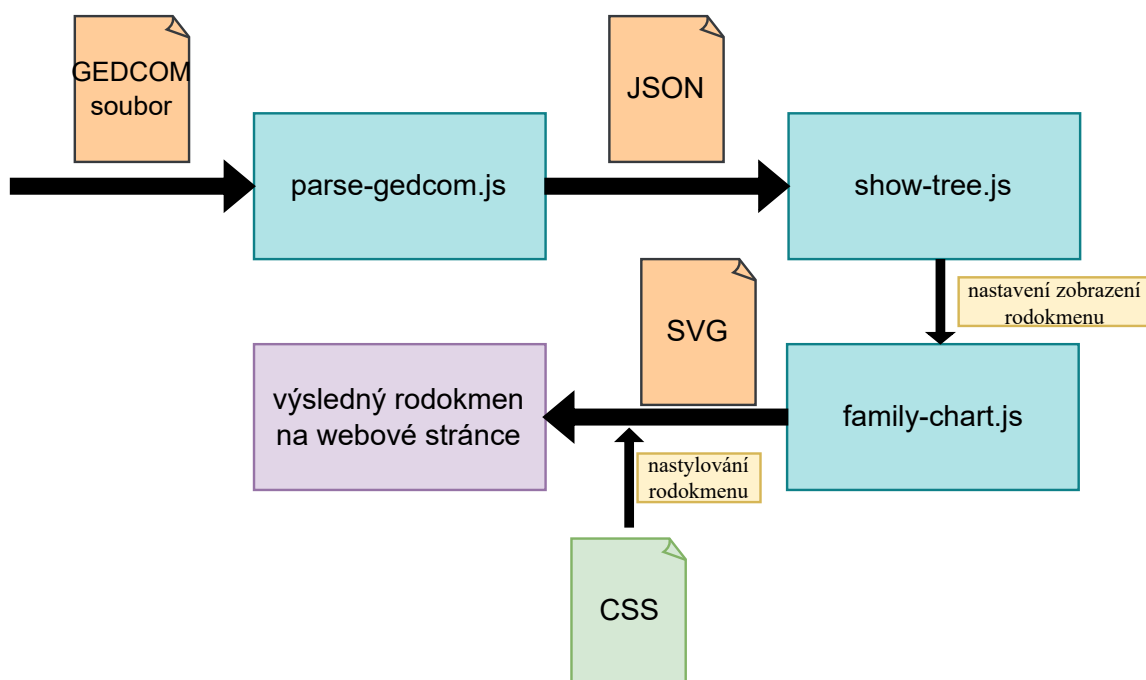 GEDCOM
soubor
JSON
parse-gedcom.js
show-tree.js
nastavení zobrazení
rodokmenu
SVG
výsledný rodokmen
na webové stránce
family-chart.js
nastylování
rodokmenu
CSS